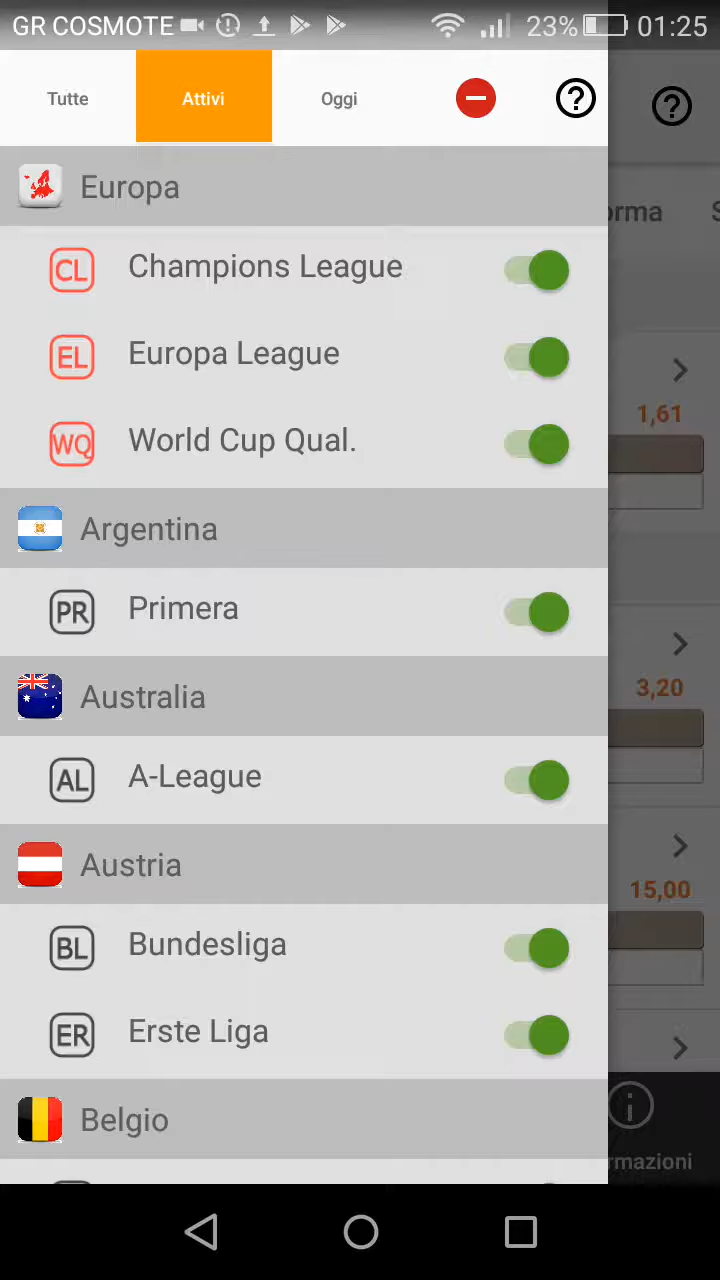 GR COSMOTE 23% 01:25
Tutte Attivi Oggi
Europa
orma
CL Champions League
EL Europa League
1,61
WQ World Cup Qual.
Argentina
PR Primera
Australia
3,20
AL A-League
Austria
15,00
BL Bundesliga
ER Erste Liga
Belgio
rmazioni